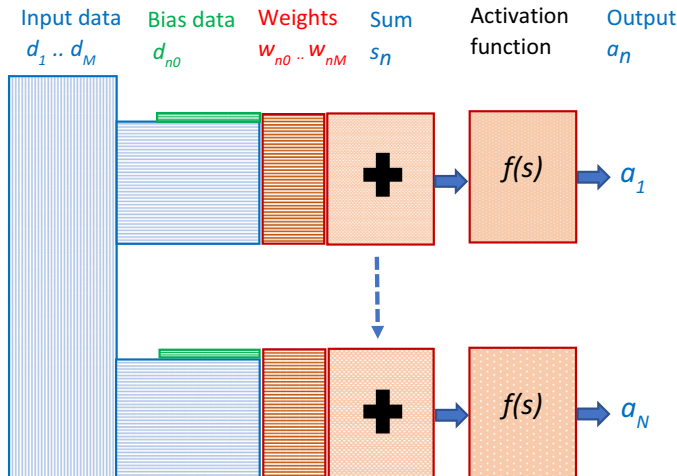 Input data Bias data Weights Sum Activation function Output
d1 .. dM dn0 wn0 .. wnM sn an
f(s) a1
f(s) aN